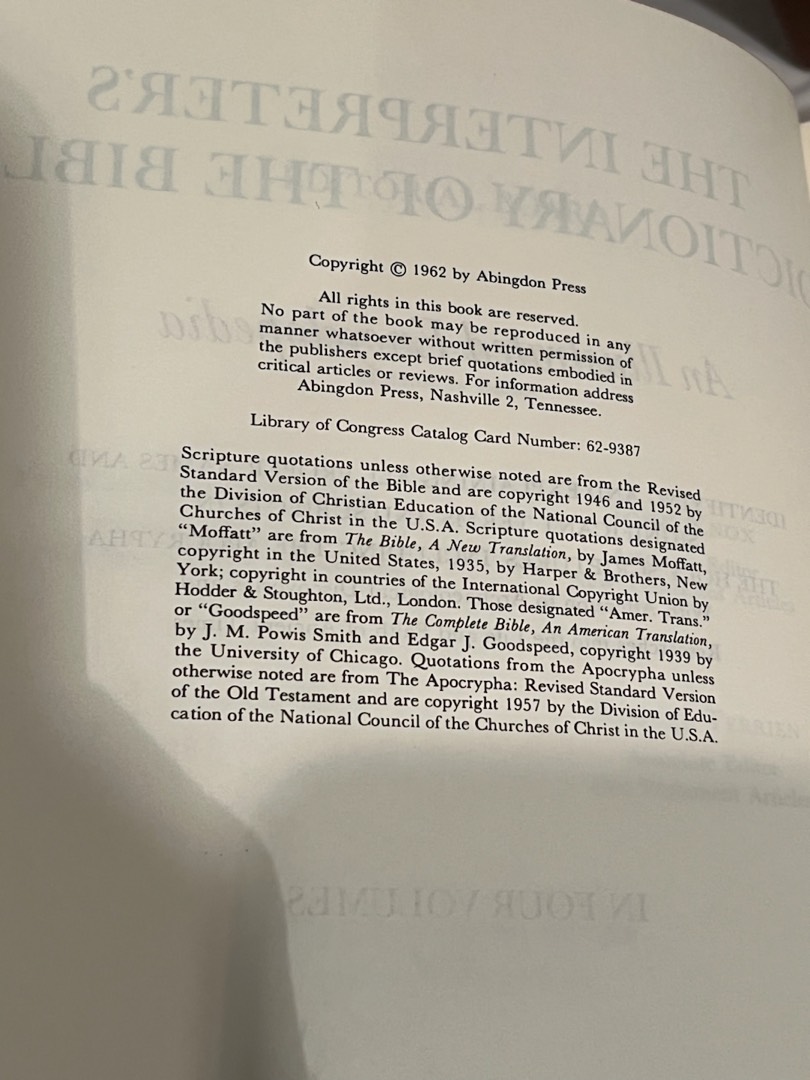 THE INTERPRETER'S
DICTIONARY OF THE BIBL
Copyright © 1962 by Abingdon Press
All rights in this book are reserved.
No part of the book may be reproduced in any
manner whatsoever without written permission of
the publishers except brief quotations embodied in
critical articles or reviews. For information address
Abingdon Press, Nashville 2, Tennessee.
Library of Congress Catalog Card Number: 62-9387
Scripture quotations unless otherwise noted are from the Revised
Standard Version of the Bible and are copyright 1946 and 1952 by
the Division of Christian Education of the National Council of the
Churches of Christ in the U.S.A. Scripture quotations designated
“Moffatt” are from The Bible, A New Translation, by James Moffatt,
copyright in the United States, 1935, by Harper & Brothers, New
York; copyright in countries of the International Copyright Union by
Hodder & Stoughton, Ltd., London. Those designated “Amer. Trans.”
or “Goodspeed” are from The Complete Bible, An American Translation,
by J. M. Powis Smith and Edgar J. Goodspeed, copyright 1939 by
the University of Chicago. Quotations from the Apocrypha unless
otherwise noted are from The Apocrypha: Revised Standard Version
of the Old Testament and are copyright 1957 by the Division of Edu-
cation of the National Council of the Churches of Christ in the U.S.A.
IN FOUR VOLUMES